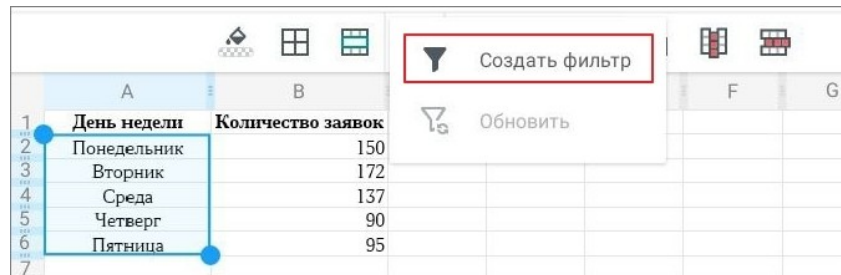 Создать фильтр
Обновить
A B F G
1 День недели Количество заявок
2 Понедельник 150
3 Вторник 172
4 Среда 137
5 Четверг 90
6 Пятница 95
7